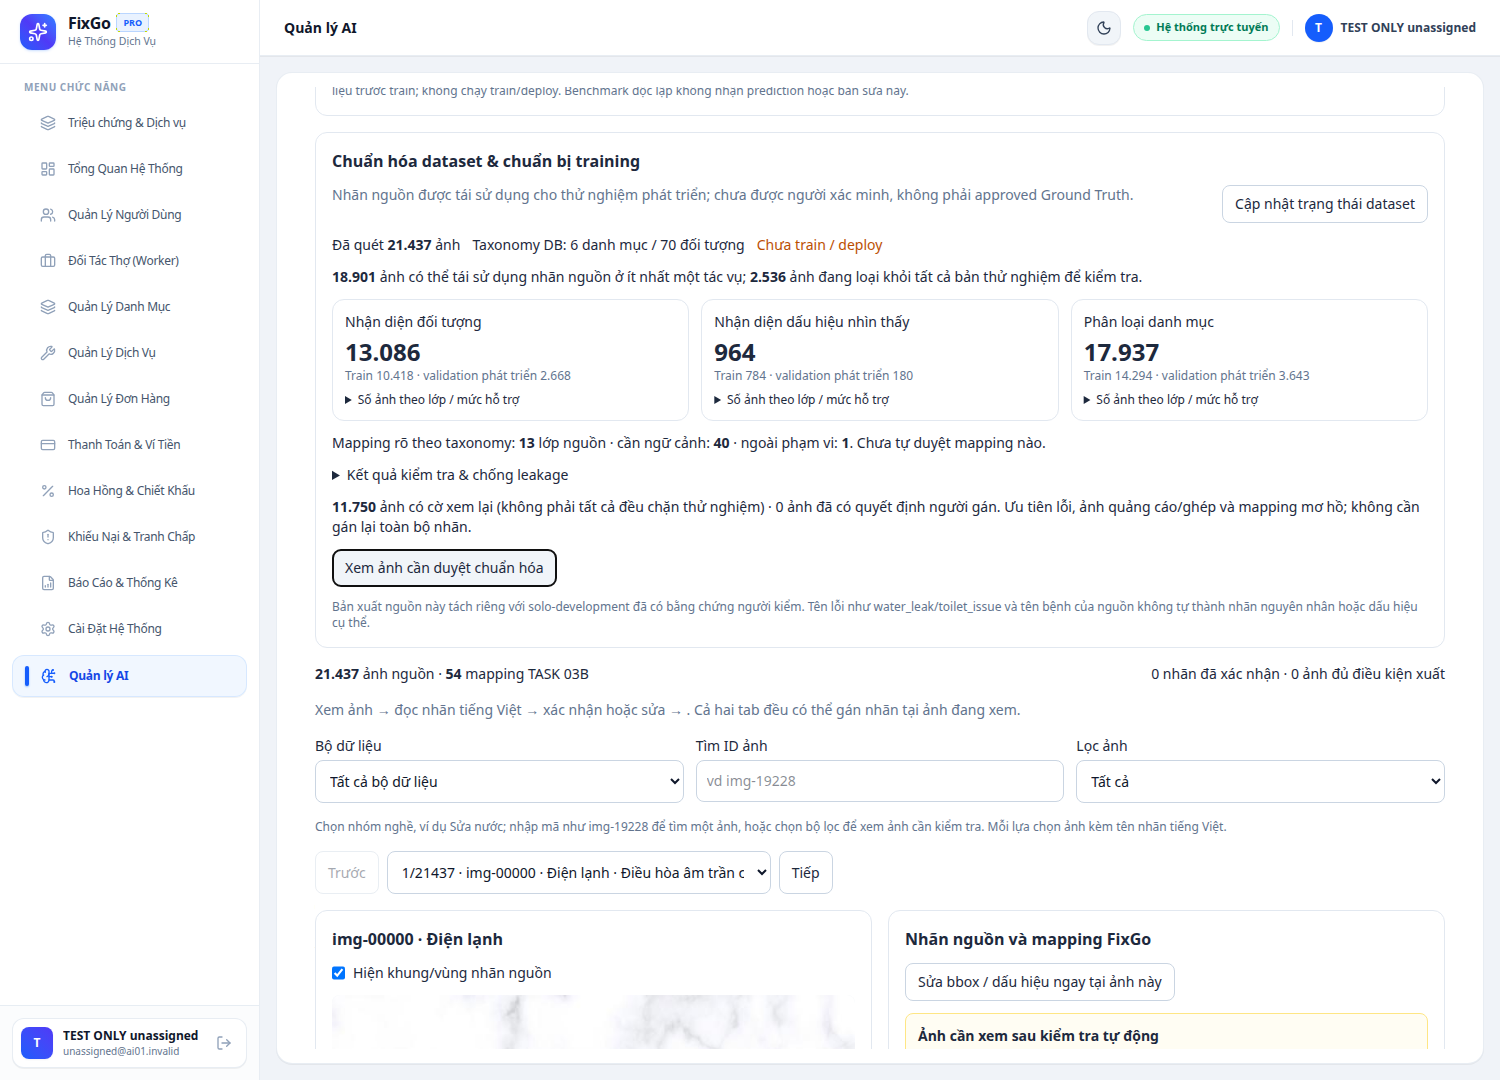 FixGo PRO
Hệ Thống Dịch Vụ
MENU CHỨC NĂNG
Triệu chứng & Dịch vụ
Tổng Quan Hệ Thống
Quản Lý Người Dùng
Đối Tác Thợ (Worker)
Quản Lý Danh Mục
Quản Lý Dịch Vụ
Quản Lý Đơn Hàng
Thanh Toán & Ví Tiền
Hoa Hồng & Chiết Khấu
Khiếu Nại & Tranh Chấp
Báo Cáo & Thống Kê
Cài Đặt Hệ Thống
Quản lý AI
T
TEST ONLY unassigned
unassigned@ai01.invalid
Quản lý AI
Hệ thống trực tuyến
T
TEST ONLY unassigned
liệu trước train; không chạy train/deploy. Benchmark độc lập không nhận prediction hoặc bản sửa này.
Chuẩn hóa dataset & chuẩn bị training
Nhãn nguồn được tái sử dụng cho thử nghiệm phát triển; chưa được người xác minh, không phải approved Ground Truth.
Cập nhật trạng thái dataset
Đã quét 21.437 ảnh Taxonomy DB: 6 danh mục / 70 đối tượng Chưa train / deploy
18.901 ảnh có thể tái sử dụng nhãn nguồn ở ít nhất một tác vụ; 2.536 ảnh đang loại khỏi tất cả bản thử nghiệm để kiểm tra.
Nhận diện đối tượng
13.086
Train 10.418 · validation phát triển 2.668
Số ảnh theo lớp / mức hỗ trợ
Nhận diện dấu hiệu nhìn thấy
964
Train 784 · validation phát triển 180
Số ảnh theo lớp / mức hỗ trợ
Phân loại danh mục
17.937
Train 14.294 · validation phát triển 3.643
Số ảnh theo lớp / mức hỗ trợ
Mapping rõ theo taxonomy: 13 lớp nguồn · cần ngữ cảnh: 40 · ngoài phạm vi: 1. Chưa tự duyệt mapping nào.
Kết quả kiểm tra & chống leakage
11.750 ảnh có cờ xem lại (không phải tất cả đều chặn thử nghiệm) · 0 ảnh đã có quyết định người gán. Ưu tiên lỗi, ảnh quảng cáo/ghép và mapping mơ hồ; không cần
gán lại toàn bộ nhãn.
Xem ảnh cần duyệt chuẩn hóa
Bản xuất nguồn này tách riêng với solo-development đã có bằng chứng người kiểm. Tên lỗi như water_leak/toilet_issue và tên bệnh của nguồn không tự thành nhãn nguyên nhân hoặc dấu hiệu
cụ thể.
21.437 ảnh nguồn · 54 mapping TASK 03B
0 nhãn đã xác nhận · 0 ảnh đủ điều kiện xuất
Xem ảnh → đọc nhãn tiếng Việt → xác nhận hoặc sửa → . Cả hai tab đều có thể gán nhãn tại ảnh đang xem.
Bộ dữ liệu
Tất cả bộ dữ liệu
Tìm ID ảnh
vd img-19228
Lọc ảnh
Tất cả
Chọn nhóm nghề, ví dụ Sửa nước; nhập mã như img-19228 để tìm một ảnh, hoặc chọn bộ lọc để xem ảnh cần kiểm tra. Mỗi lựa chọn ảnh kèm tên nhãn tiếng Việt.
Trước
1/21437 · img-00000 · Điện lạnh · Điều hòa âm trần c
Tiếp
img-00000 · Điện lạnh
Hiện khung/vùng nhãn nguồn
Nhãn nguồn và mapping FixGo
Sửa bbox / dấu hiệu ngay tại ảnh này
Ảnh cần xem sau kiểm tra tự động